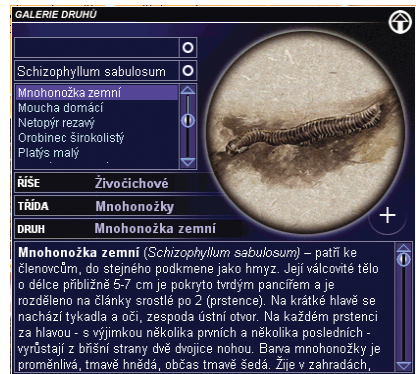 GALERIE DRUHŮ
Schizophyllum sabulosum
Mnohonožka zemní
Moucha domácí
Netopýr rezavý
Orobinec širokolistý
Platýs malý
ŘÍŠE Živočichové
TŘÍDA Mnohonožky
DRUH Mnohonožka zemní
Mnohonožka zemní (Schizophyllum sabulosum) – patří ke
členovcům, do stejného podkmene jako hmyz. Její válcovité tělo
o délce přibližně 5-7 cm je pokryto tvrdým pancířem a je
rozděleno na články srostlé po 2 (prstence). Na krátké hlavě se
nachází tykadla a oči, zespoda ústní otvor. Na každém prstenci
za hlavou - s výjimkou několika prvních a několika posledních -
vyrůstají z břišní strany dvě dvojice nohou. Barva mnohonožky je
proměnlivá, tmavě hnědá, občas tmavě šedá. Žije v zahradách,